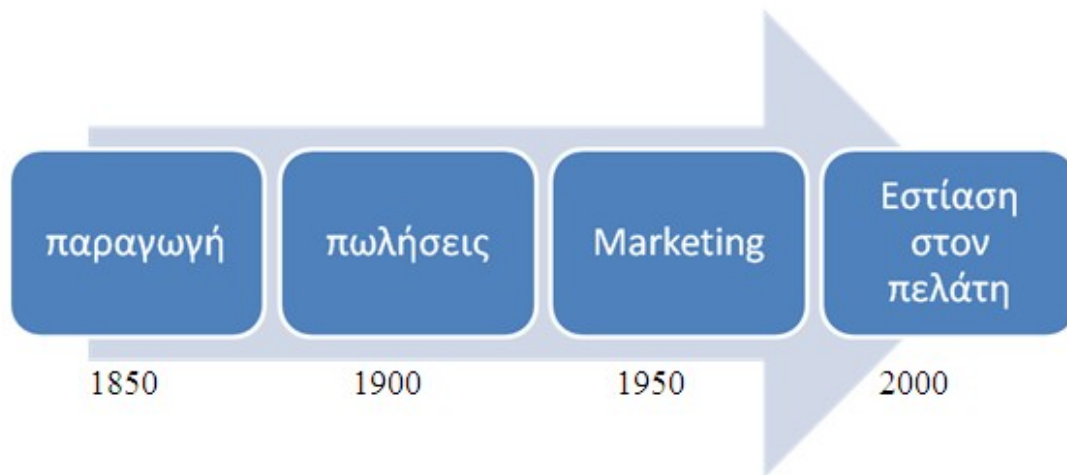 παραγωγή
πωλήσεις
Marketing
Εστίαση
στον
πελάτη
1850
1900
1950
2000